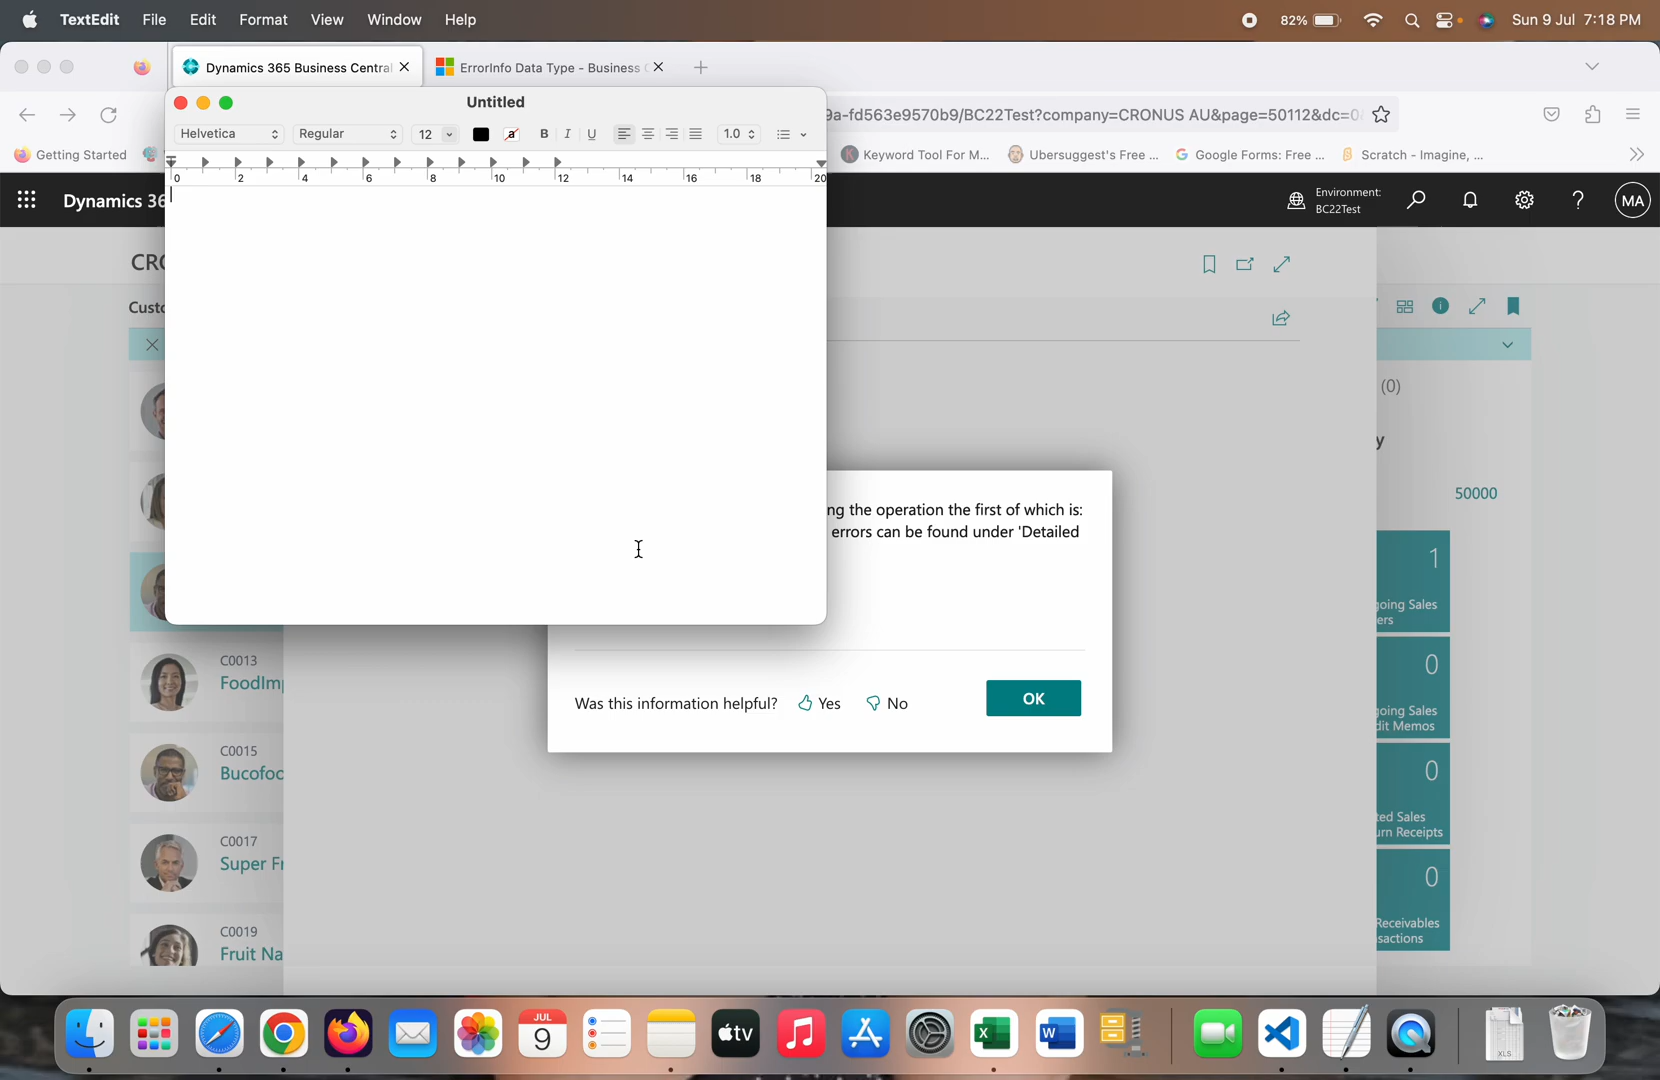 TextEdit File Edit Format View Window Help 82% Sun 9 Jul 7:18 PM
Dynamics 365 Business Central ErrorInfo Data Type - Business
Untitled
9a-fd563e9570b9/BC22Test?company=CRONUS AU&page=50112&dc=0
Helvetica Regular 12 a B I U 1.0
Getting Started Keyword Tool For M... Ubersuggest's Free ... Google Forms: Free ... Scratch - Imagine, ...
0 2 4 6 8 10 12 14 16 18 20
Dynamics 36 Environment:
BC22Test MA
CRO
Custo
(0)
y
50000
ng the operation the first of which is:
errors can be found under 'Detailed
1
going Sales
ers
C0013
FoodImp
0
going Sales
dit Memos
Was this information helpful? Yes No OK
C0015
Bucofoo
0
ted Sales
urn Receipts
C0017
Super Fr
0
Receivables
sactions
C0019
Fruit Na
JUL
9
tv
X
W
XLS